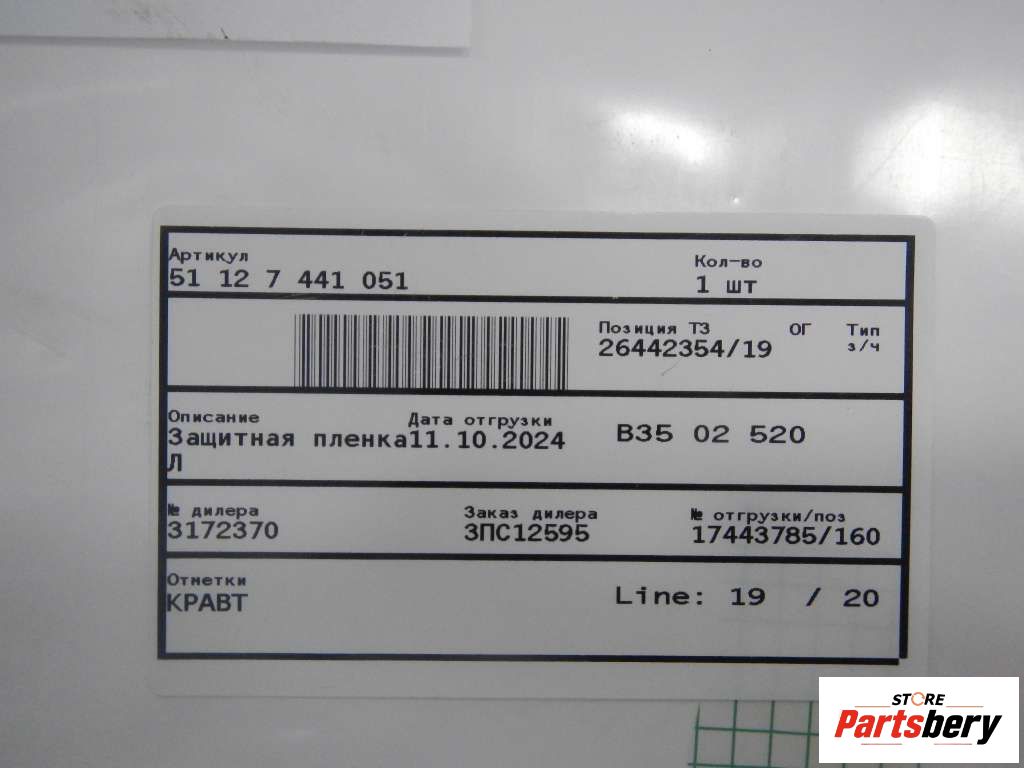 Артикул
51 12 7 441 051
Кол-во
1 шт
Позиция ТЗ
26442354/19
ОГ
Тип
з/ч
Описание
Защитная пленка
Л
Дата отгрузки
11.10.2024
B35 02 520
№ дилера
3172370
Заказ дилера
ЗПС12595
№ отгрузки/поз
17443785/160
Отметки
КРАВТ
Line: 19 / 20
STORE
Partsbery